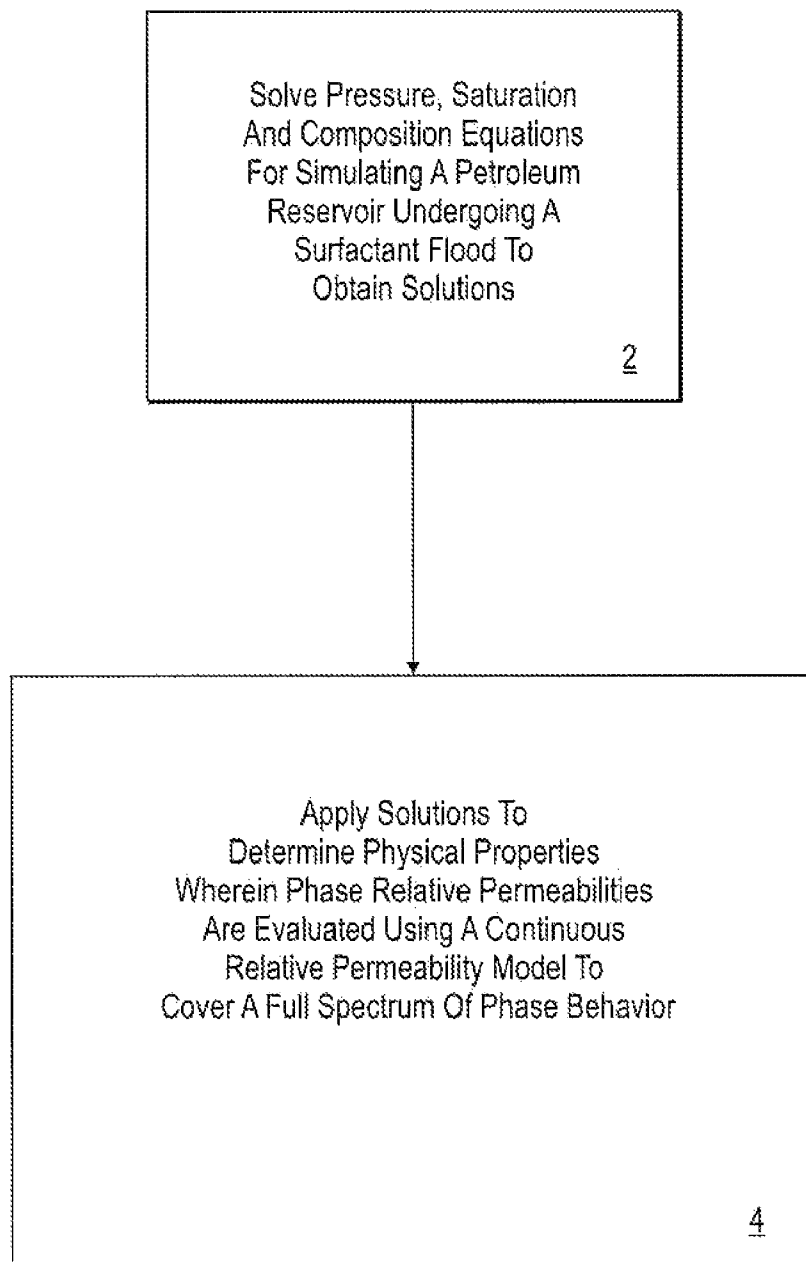 Solve Pressure, Saturation
And Composition Equations
For Simulating A Petroleum
Reservoir Undergoing A
Surfactant Flood To
Obtain Solutions
2
Apply Solutions To
Determine Physical Properties
Wherein Phase Relative Permeabilities
Are Evaluated Using A Continuous
Relative Permeability Model To
Cover A Full Spectrum Of Phase Behavior
4